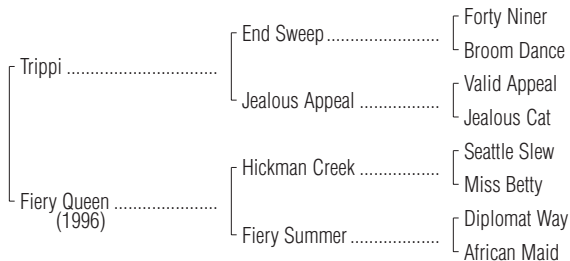 Forty Niner
End Sweep ........................
Broom Dance
Trippi ................................
Valid Appeal
Jealous Appeal .................
Jealous Cat
Seattle Slew
Hickman Creek .................
Miss Betty
Fiery Queen ......................
(1996)
Diplomat Way
Fiery Summer ...................
African Maid